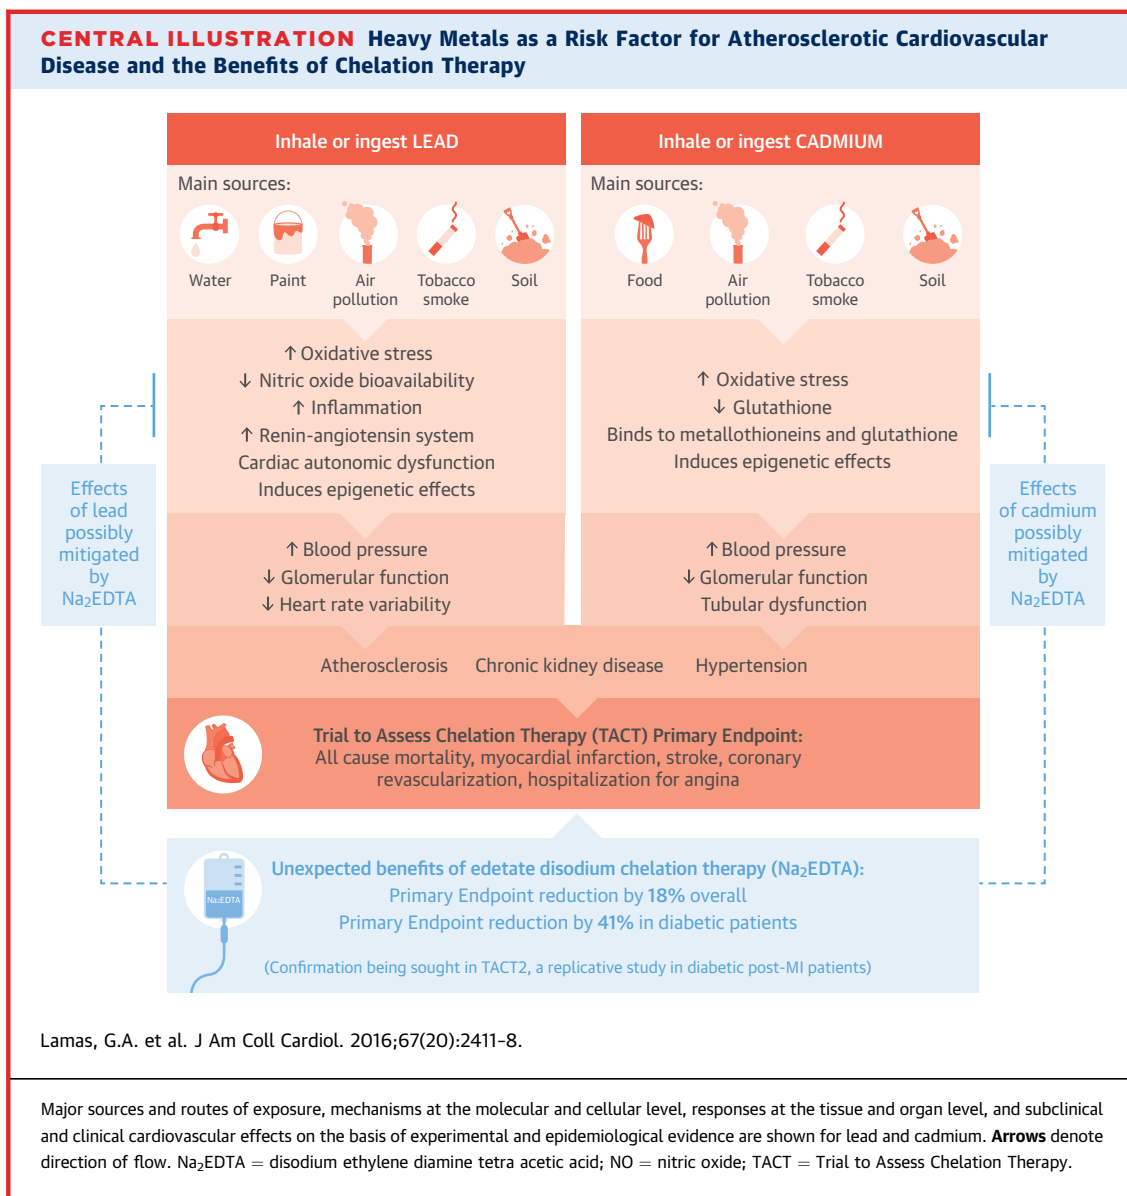 CENTRAL ILLUSTRATION Heavy Metals as a Risk Factor for Atherosclerotic Cardiovascular
Disease and the Benefits of Chelation Therapy
Inhale or ingest LEAD
Main sources:
Water
Paint
Air
pollution
Tobacco
smoke
Soil
↑ Oxidative stress
↓ Nitric oxide bioavailability
↑ Inflammation
↑ Renin-angiotensin system
Cardiac autonomic dysfunction
Induces epigenetic effects
↑ Blood pressure
↓ Glomerular function
↓ Heart rate variability
Inhale or ingest CADMIUM
Main sources:
Food
Air
pollution
Tobacco
smoke
Soil
↑ Oxidative stress
↓ Glutathione
Binds to metallothioneins and glutathione
Induces epigenetic effects
↑ Blood pressure
↓ Glomerular function
Tubular dysfunction
Effects
of lead
possibly
mitigated
by
Na₂EDTA
Effects
of cadmium
possibly
mitigated
by
Na₂EDTA
Atherosclerosis Chronic kidney disease Hypertension
Trial to Assess Chelation Therapy (TACT) Primary Endpoint:
All cause mortality, myocardial infarction, stroke, coronary
revascularization, hospitalization for angina
Na₂EDTA
Unexpected benefits of edetate disodium chelation therapy (Na₂EDTA):
Primary Endpoint reduction by 18% overall
Primary Endpoint reduction by 41% in diabetic patients
(Confirmation being sought in TACT2, a replicative study in diabetic post-MI patients)
Lamas, G.A. et al. J Am Coll Cardiol. 2016;67(20):2411–8.
Major sources and routes of exposure, mechanisms at the molecular and cellular level, responses at the tissue and organ level, and subclinical
and clinical cardiovascular effects on the basis of experimental and epidemiological evidence are shown for lead and cadmium. Arrows denote
direction of flow. Na₂EDTA = disodium ethylene diamine tetra acetic acid; NO = nitric oxide; TACT = Trial to Assess Chelation Therapy.